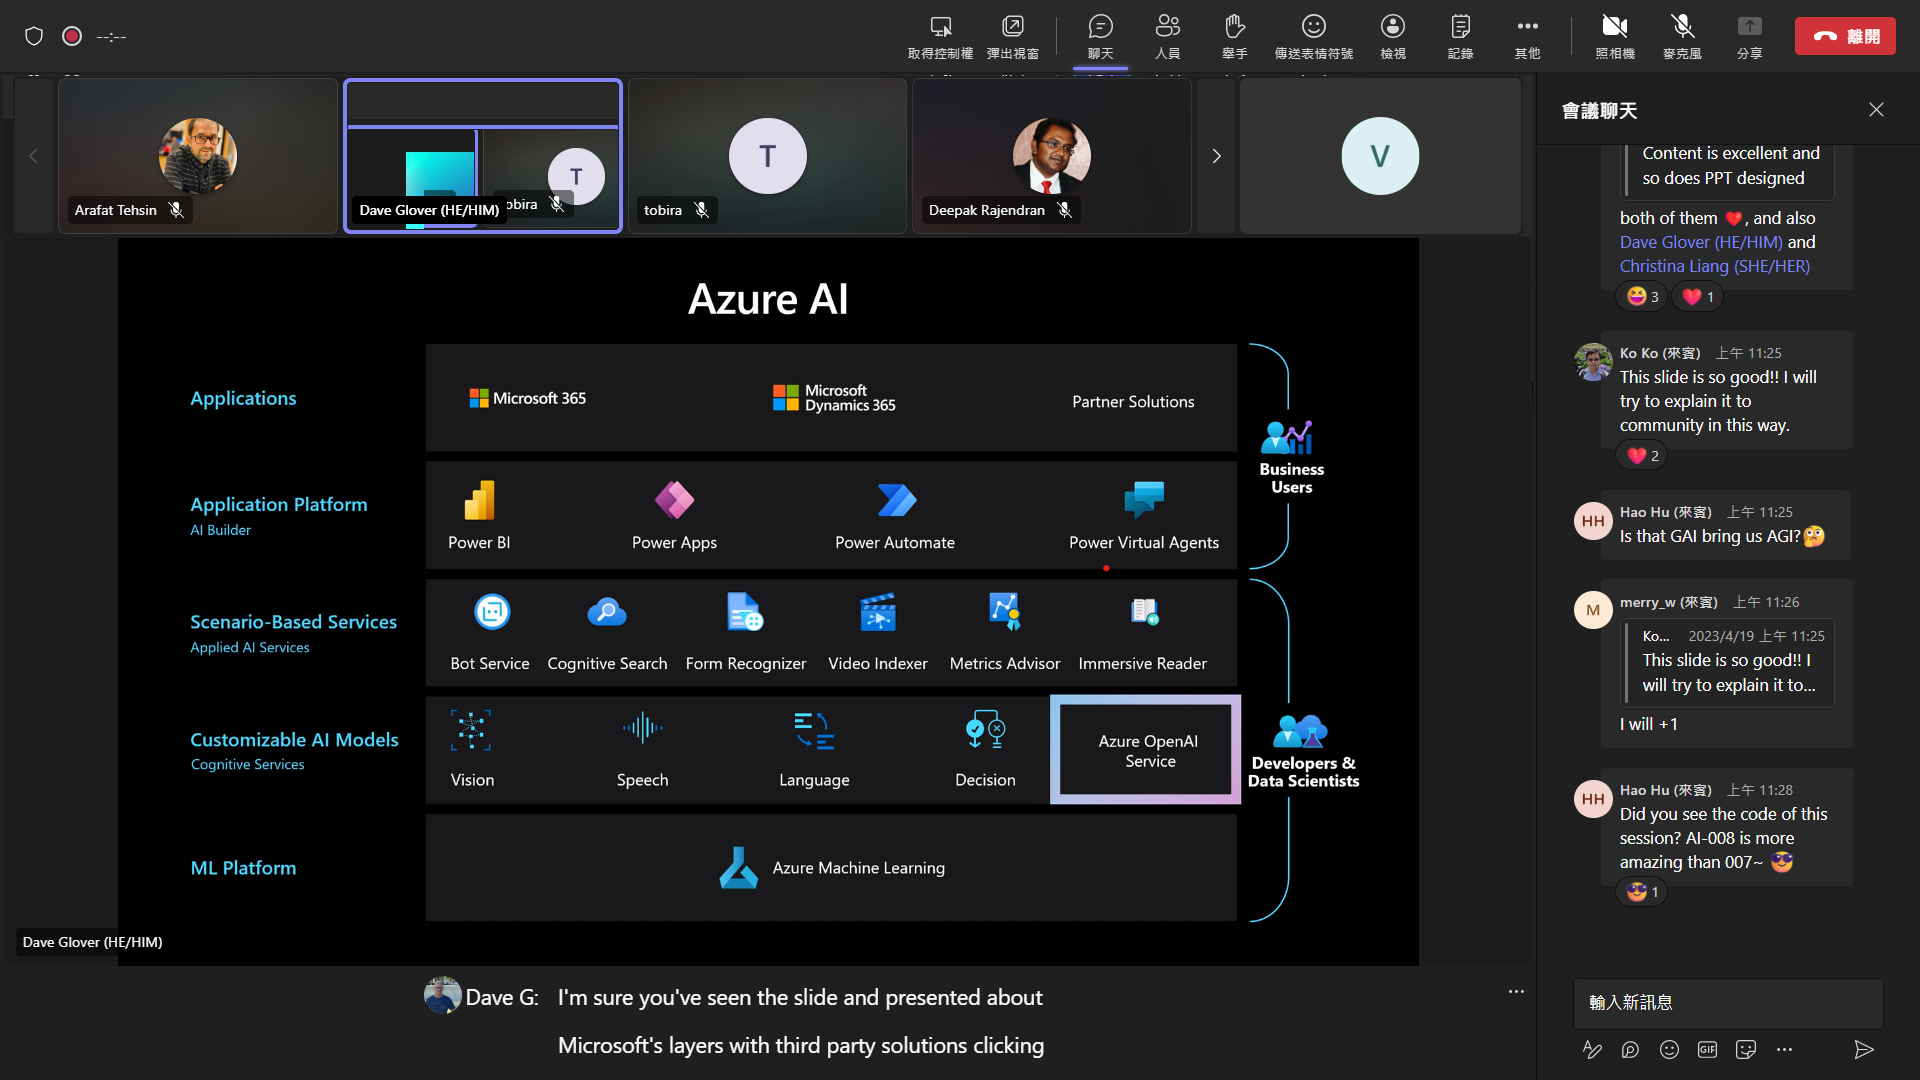 --:--
取得控制權
彈出視窗
聊天
人員
舉手
傳送表情符號
檢視
記錄
其他
照相機
麥克風
分享
離開
Arafat Tehsin
Dave Glover (HE/HIM)
T
obira
T
tobira
Deepak Rajendran
V
Azure AI
Applications
Microsoft 365
Microsoft
Dynamics 365
Partner Solutions
Business
Users
Application Platform
AI Builder
Power BI
Power Apps
Power Automate
Power Virtual Agents
Scenario-Based Services
Applied AI Services
Bot Service
Cognitive Search
Form Recognizer
Video Indexer
Metrics Advisor
Immersive Reader
Customizable AI Models
Cognitive Services
Vision
Speech
Language
Decision
Azure OpenAI
Service
Developers &
Data Scientists
ML Platform
Azure Machine Learning
Dave Glover (HE/HIM)
Dave G:
I'm sure you've seen the slide and presented about
Microsoft's layers with third party solutions clicking
會議聊天
Content is excellent and
so does PPT designed
both of them ❤️, and also
Dave Glover (HE/HIM) and
Christina Liang (SHE/HER)
😆 3
❤️ 1
Ko Ko (來賓) 上午 11:25
This slide is so good!! I will
try to explain it to
community in this way.
❤️ 2
HH
Hao Hu (來賓) 上午 11:25
Is that GAI bring us AGI?🤔
M
merry_w (來賓) 上午 11:26
Ko... 2023/4/19 上午 11:25
This slide is so good!! I
will try to explain it to...
I will +1
HH
Hao Hu (來賓) 上午 11:28
Did you see the code of this
session? AI-008 is more
amazing than 007~ 😎
😎 1
輸入新訊息
GIF